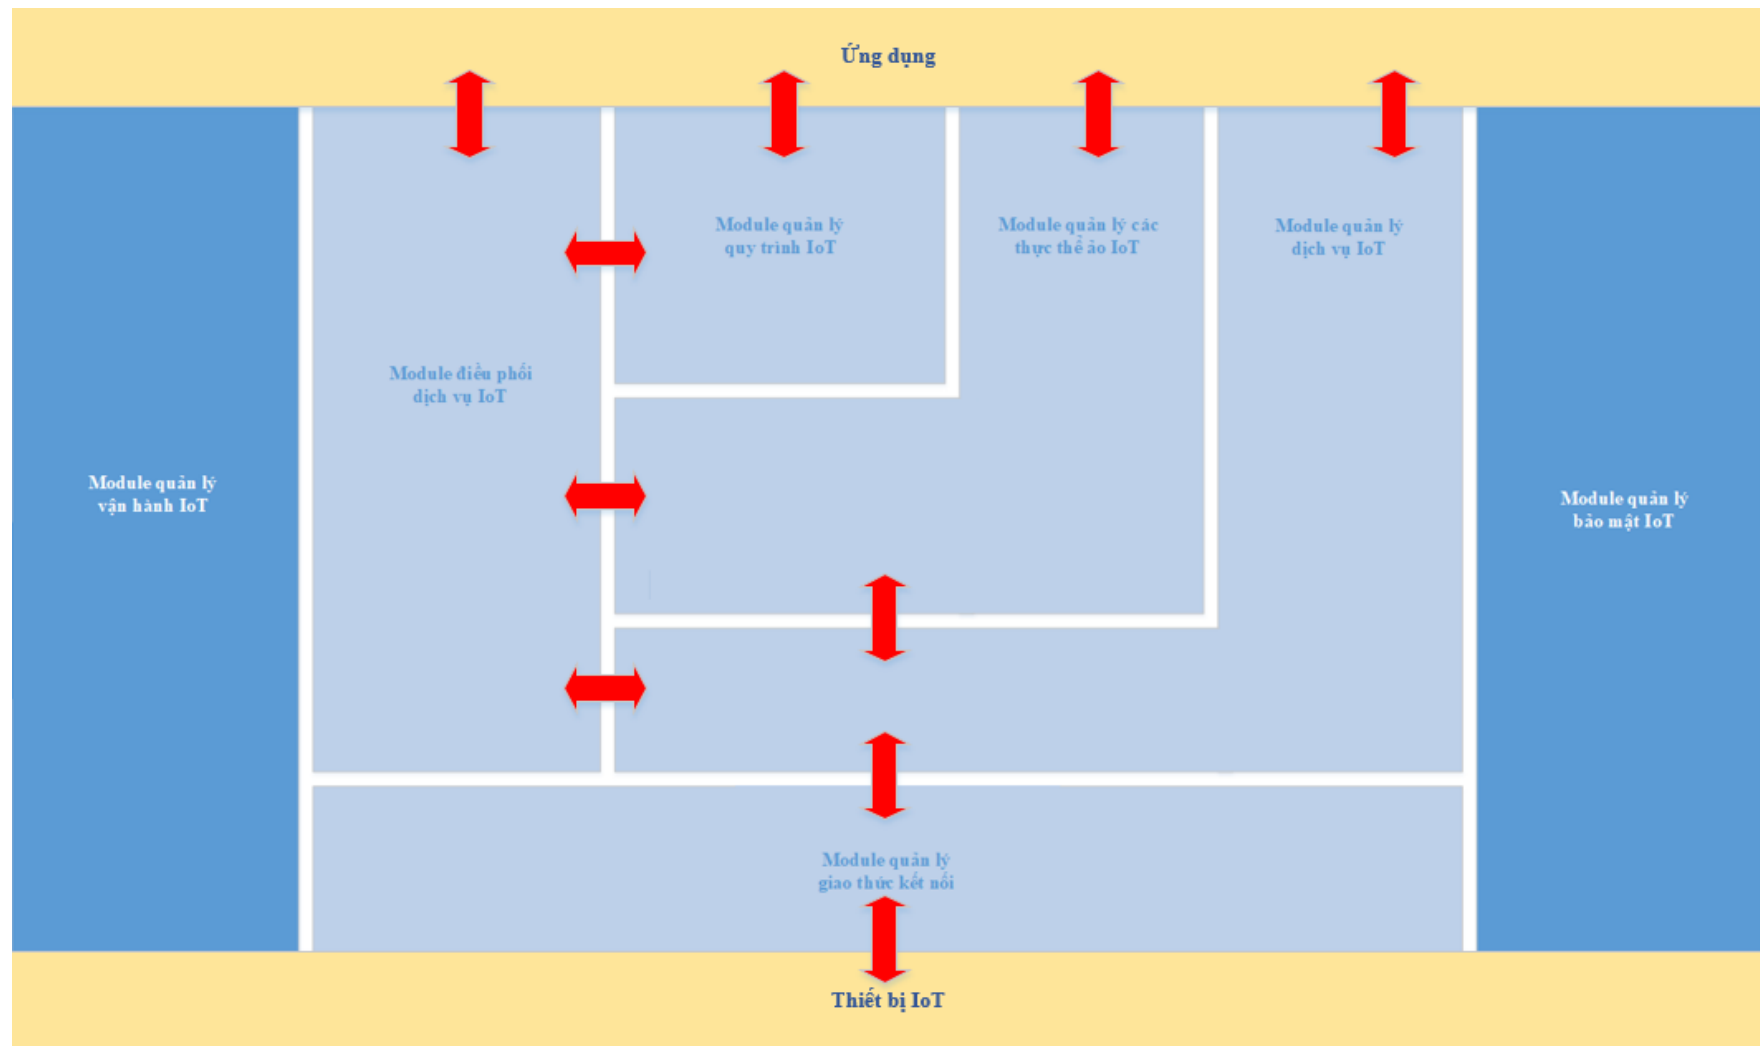 Ứng dụng
Module quản lý
quy trình IoT
Module quản lý các
thực thể ảo IoT
Module quản lý
dịch vụ IoT
Module điều phối
dịch vụ IoT
Module quản lý
vận hành IoT
Module quản lý
bảo mật IoT
Module quản lý
giao thức kết nối
Thiết bị IoT